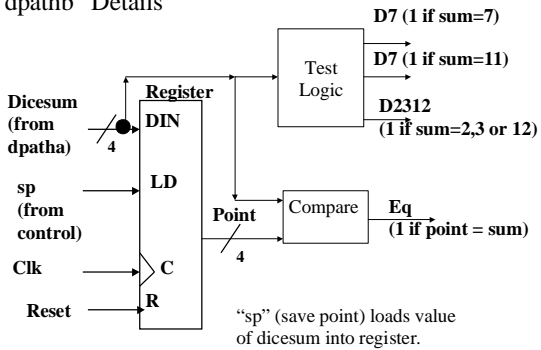 dpathb Details
D7 (1 if sum=7)
D7 (1 if sum=11)
Test
Logic
D2312
(1 if sum=2,3 or 12)
Register
Dicesum
(from
dpatha)
4
DIN
sp
(from
control)
LD
Point
4
Compare
Eq
(1 if point = sum)
Clk
C
Reset
R
“sp” (save point) loads value
of dicesum into register.